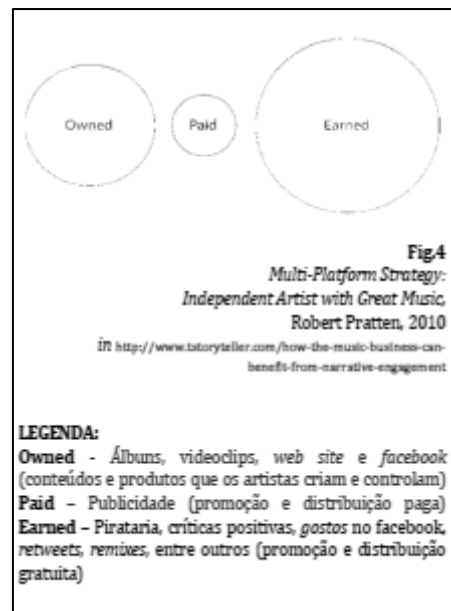 Owned Paid Earned
Fig.4
Multi-Platform Strategy:
Independent Artist with Great Music,
Robert Pratten, 2010
in http://www.tstoryteller.com/how-the-music-business-can-
benefit-from-narrative-engagement
LEGENDA:
Owned - Álbuns, videoclips, web site e facebook
(conteúdos e produtos que os artistas criam e controlam)
Paid – Publicidade (promoção e distribuição paga)
Earned – Pirataria, críticas positivas, gostos no facebook,
retweets, remixes, entre outros (promoção e distribuição
gratuita)